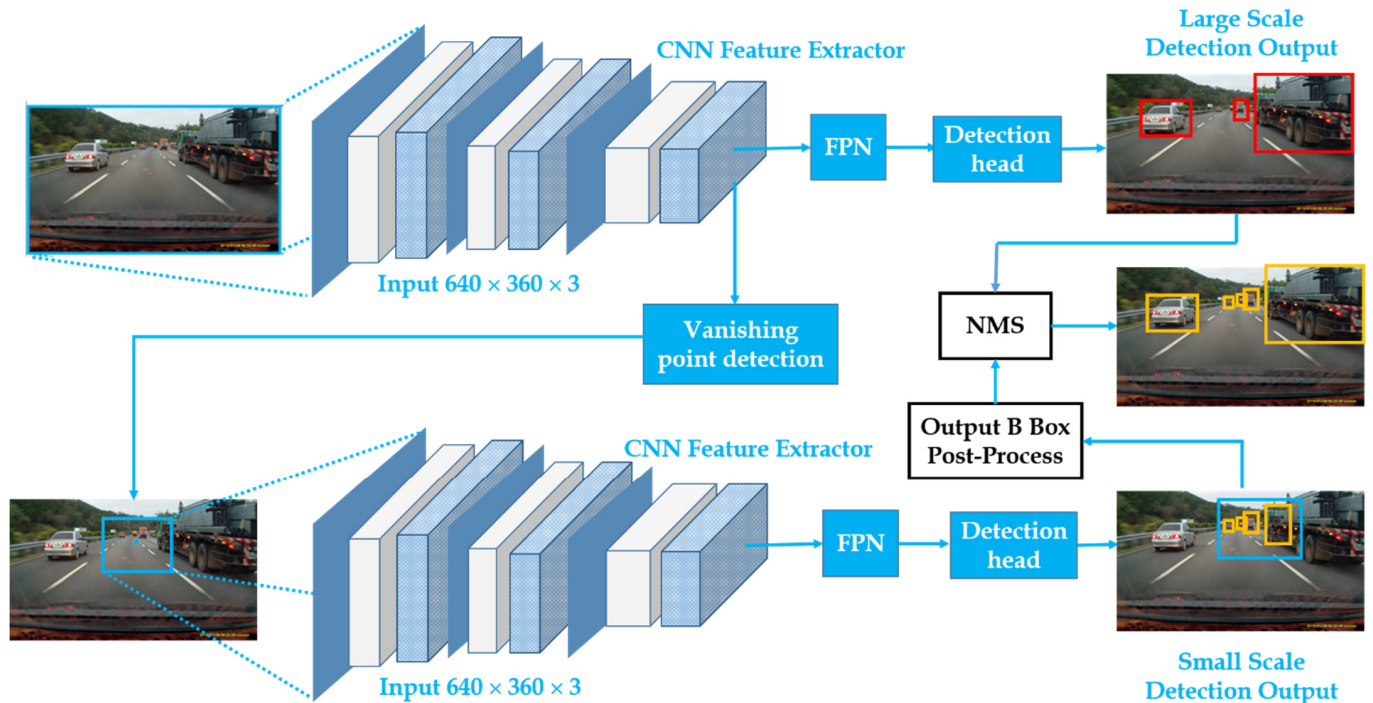 Large Scale
Detection Output
CNN Feature Extractor
FPN
Detection
head
Input 640 × 360 × 3
Vanishing
point detection
NMS
Output B Box
Post-Process
CNN Feature Extractor
FPN
Detection
head
Input 640 × 360 × 3
Small Scale
Detection Output